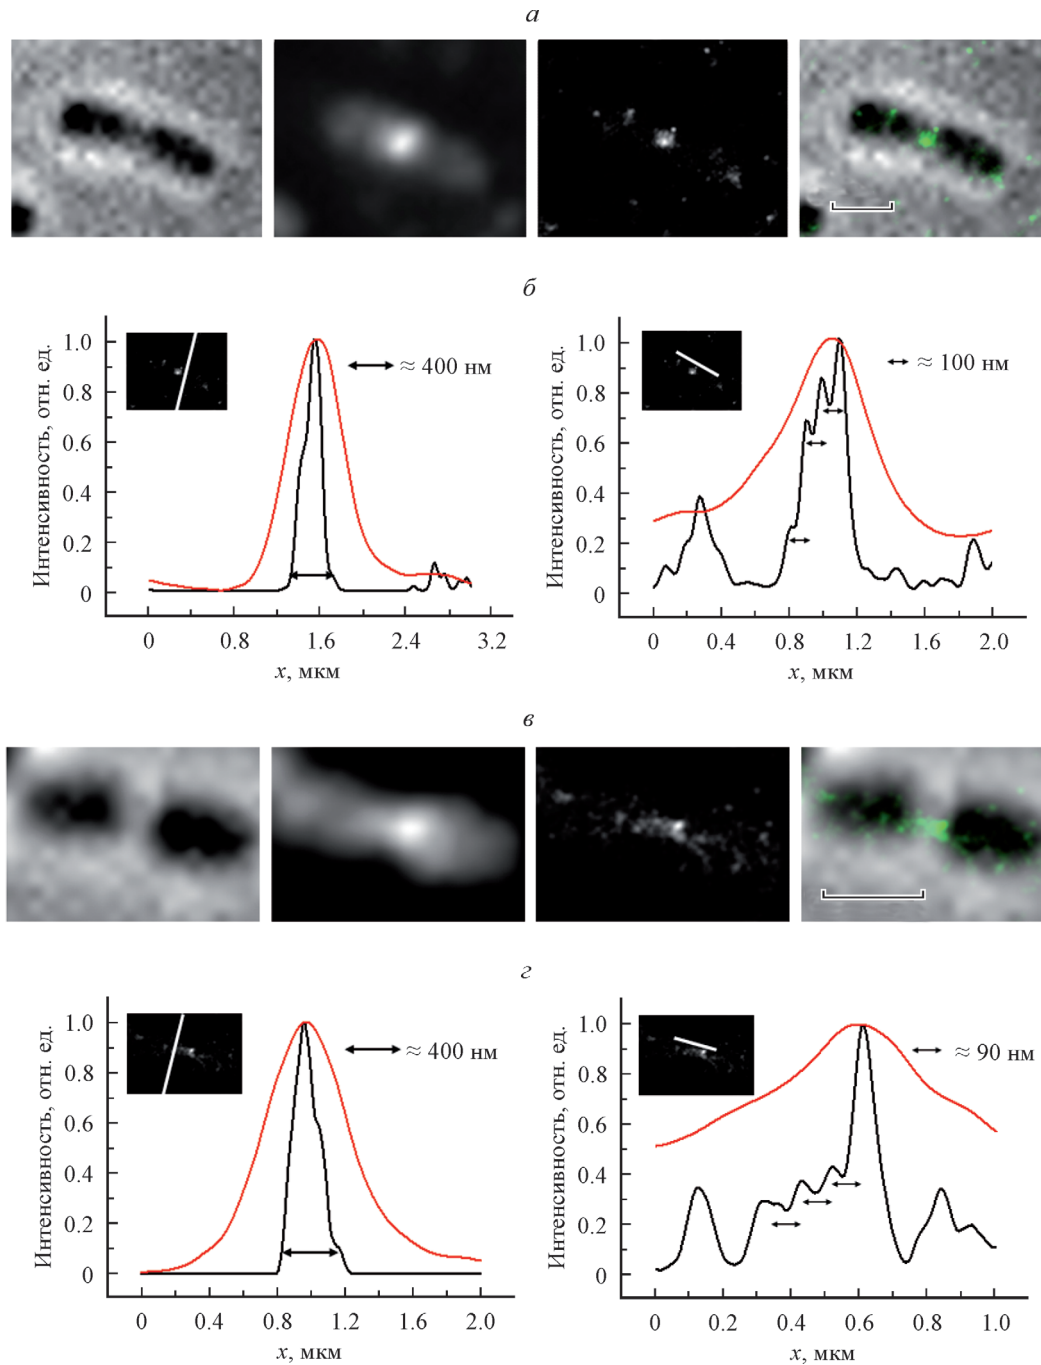 а
б
Интенсивность, отн. ед.
1.0
0.8
0.6
0.4
0.2
0
≈ 400 нм
0 0.8 1.6 2.4 3.2
x, мкм
Интенсивность, отн. ед.
1.0
0.8
0.6
0.4
0.2
0
≈ 100 нм
0 0.4 0.8 1.2 1.6 2.0
x, мкм
в
г
Интенсивность, отн. ед.
1.0
0.8
0.6
0.4
0.2
0
≈ 400 нм
0 0.4 0.8 1.2 1.6 2.0
x, мкм
Интенсивность, отн. ед.
1.0
0.8
0.6
0.4
0.2
0
≈ 90 нм
0 0.2 0.4 0.6 0.8 1.0
x, мкм